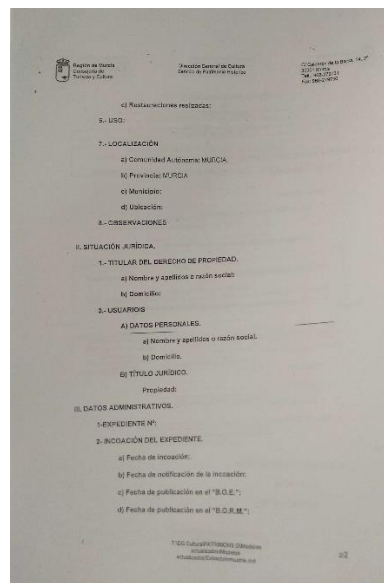 Región de Murcia
Consejería de
Turismo y Cultura
Dirección General de Cultura
Servicio de Patrimonio Histórico
c) Restauraciones realizadas:
6.- USO:
7.- LOCALIZACIÓN
a) Comunidad Autónoma: MURCIA.
b) Provincia: MURCIA
c) Municipio:
d) Ubicación:
8.- OBSERVACIONES
II. SITUACIÓN JURÍDICA.
1.- TITULAR DEL DERECHO DE PROPIEDAD.
a) Nombre y apellidos o razón social:
b) Domicilio:
2.- USUARIOS
A) DATOS PERSONALES.
a) Nombre y apellidos o razón social.
b) Domicilio.
B) TÍTULO JURÍDICO.
Propiedad:
III. DATOS ADMINISTRATIVOS.
1-EXPEDIENTE Nº:
2- INCOACIÓN DEL EXPEDIENTE.
a) Fecha de incoación:
b) Fecha de notificación de la incoación:
c) Fecha de publicación en el "B.O.E.":
d) Fecha de publicación en el "B.O.R.M.":